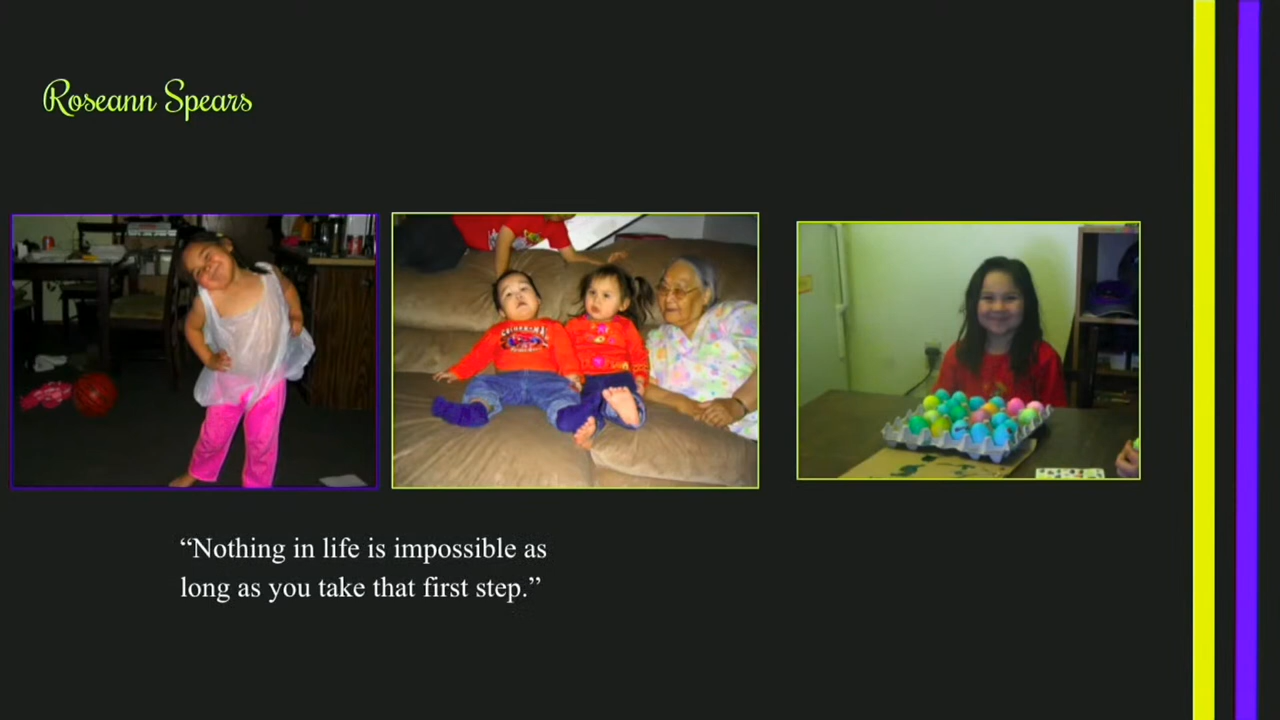 Roseann Spears
“Nothing in life is impossible as
long as you take that first step.”